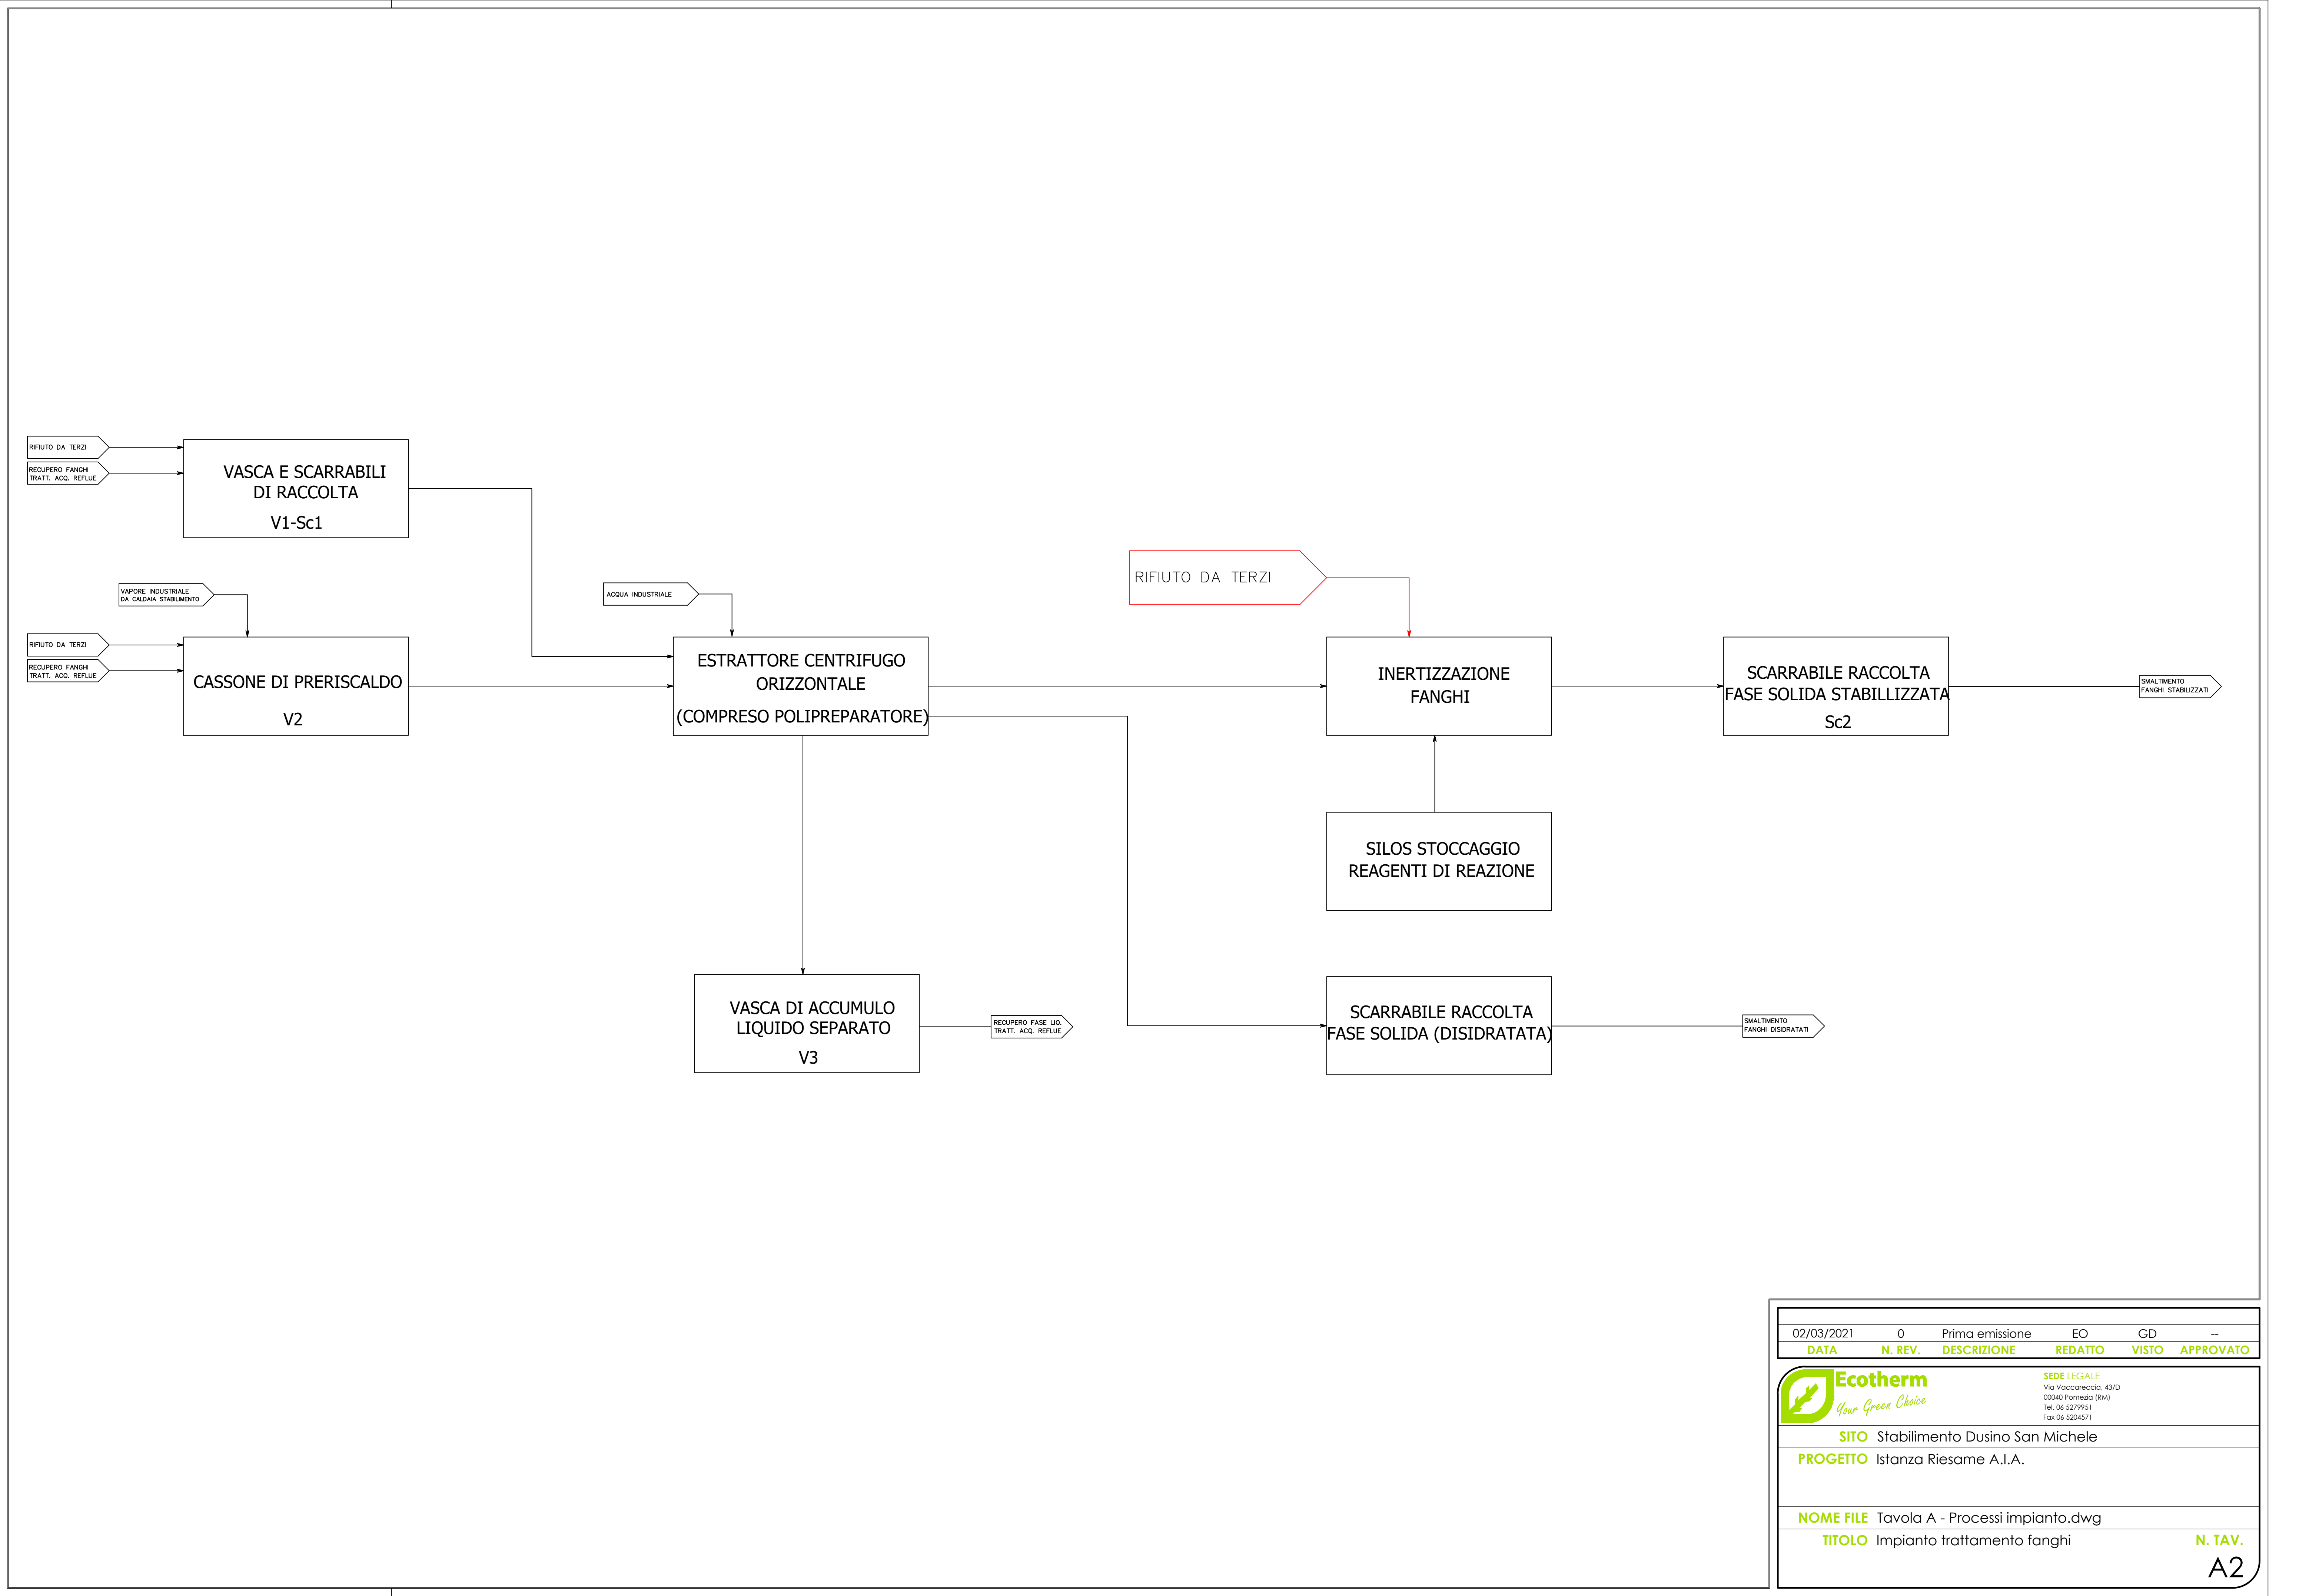 RIFIUTO DA TERZI
RECUPERO FANGHI
TRATT. ACQ. REFLUE
VASCA E SCARRABILI
DI RACCOLTA
V1-Sc1
VAPORE INDUSTRIALE
DA CALDAIA STABILIMENTO
RIFIUTO DA TERZI
RECUPERO FANGHI
TRATT. ACQ. REFLUE
CASSONE DI PRERISCALDO
V2
ACQUA INDUSTRIALE
ESTRATTORE CENTRIFUGO
ORIZZONTALE
(COMPRESO POLIPREPARATORE)
RIFIUTO DA TERZI
INERTIZZAZIONE
FANGHI
SCARRABILE RACCOLTA
FASE SOLIDA STABILLIZZATA
Sc2
SMALTIMENTO
FANGHI STABILIZZATI
SILOS STOCCAGGIO
REAGENTI DI REAZIONE
VASCA DI ACCUMULO
LIQUIDO SEPARATO
V3
RECUPERO FASE LIQ.
TRATT. ACQ. REFLUE
SCARRABILE RACCOLTA
FASE SOLIDA (DISIDRATATA)
SMALTIMENTO
FANGHI DISIDRATATI
02/03/2021 0 Prima emissione EO GD --
DATA N. REV. DESCRIZIONE REDATTO VISTO APPROVATO
Ecotherm
Your Green Choice
SEDE LEGALE
Via Vaccareccia, 43/D
00040 Pomezia (RM)
Tel. 06 5279951
Fax 06 5204571
SITO Stabilimento Dusino San Michele
PROGETTO Istanza Riesame A.I.A.
NOME FILE Tavola A - Processi impianto.dwg
TITOLO Impianto trattamento fanghi N. TAV.
A2